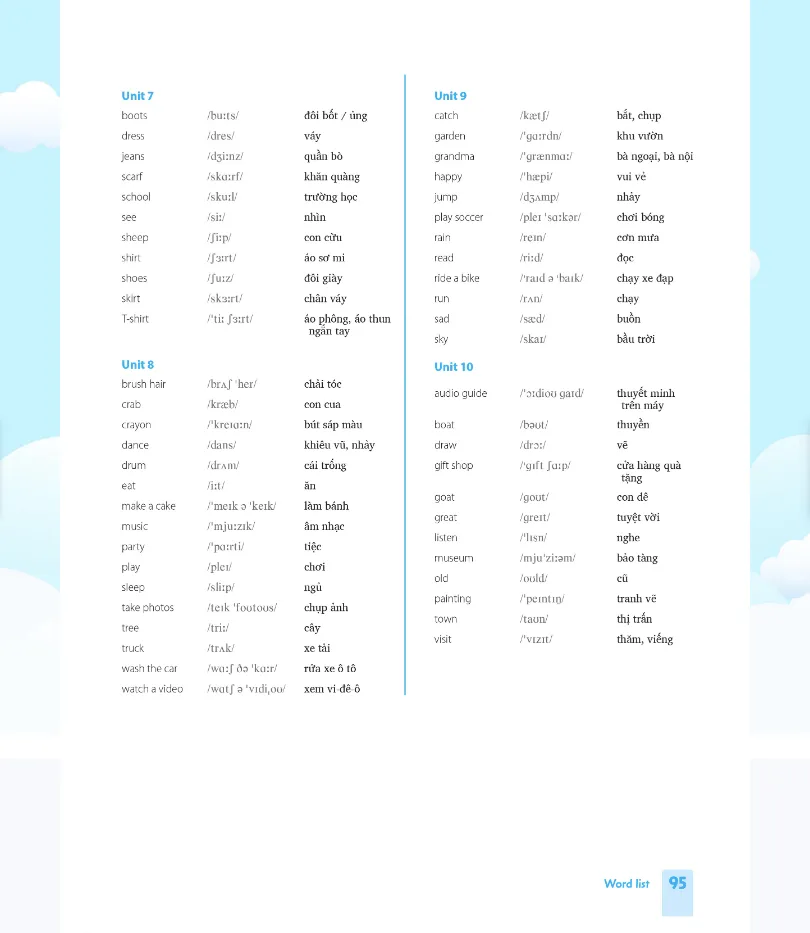 Unit 7
boots /buːts/ đôi bốt / ủng
dress /dres/ váy
jeans /dʒiːnz/ quần bò
scarf /skɑːrf/ khăn quàng
school /skuːl/ trường học
see /siː/ nhìn
sheep /ʃiːp/ con cừu
shirt /ʃɜːrt/ áo sơ mi
shoes /ʃuːz/ đôi giày
skirt /skɜːrt/ chân váy
T-shirt /ˈtiː ʃɜːrt/ áo phông, áo thun
ngắn tay
Unit 8
brush hair /brʌʃ ˈher/ chải tóc
crab /kræb/ con cua
crayon /ˈkreɪɑːn/ bút sáp màu
dance /dans/ khiêu vũ, nhảy
drum /drʌm/ cái trống
eat /iːt/ ăn
make a cake /ˈmeɪk ə ˈkeɪk/ làm bánh
music /ˈmjuːzɪk/ âm nhạc
party /ˈpɑːrti/ tiệc
play /pleɪ/ chơi
sleep /sliːp/ ngủ
take photos /teɪk ˈfoʊtoʊs/ chụp ảnh
tree /triː/ cây
truck /trʌk/ xe tải
wash the car /wɑːʃ ðə ˈkɑːr/ rửa xe ô tô
watch a video /wɑtʃ ə ˈvɪdiˌoʊ/ xem vi-đê-ô
Unit 9
catch /kætʃ/ bắt, chụp
garden /ˈɡɑːrdn/ khu vườn
grandma /ˈɡrænmɑː/ bà ngoại, bà nội
happy /ˈhæpi/ vui vẻ
jump /dʒʌmp/ nhảy
play soccer /pleɪ ˈsɑːkər/ chơi bóng
rain /reɪn/ cơn mưa
read /riːd/ đọc
ride a bike /ˈraɪd ə ˈbaɪk/ chạy xe đạp
run /rʌn/ chạy
sad /sæd/ buồn
sky /skaɪ/ bầu trời
Unit 10
audio guide /ˈɔːdioʊ ɡaɪd/ thuyết minh
trên máy
boat /bəʊt/ thuyền
draw /drɔː/ vẽ
gift shop /ˈɡɪft ʃɑːp/ cửa hàng quà
tặng
goat /ɡoʊt/ con dê
great /ɡreɪt/ tuyệt vời
listen /ˈlɪsn/ nghe
museum /mjuˈziːəm/ bảo tàng
old /oʊld/ cũ
painting /ˈpeɪntɪŋ/ tranh vẽ
town /taʊn/ thị trấn
visit /ˈvɪzɪt/ thăm, viếng
Word list 95